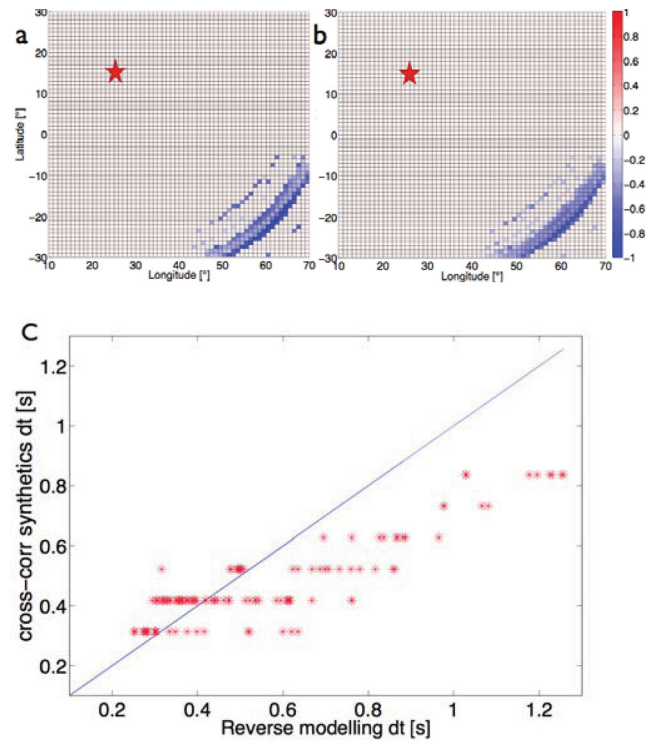 a
b
30
20
10
0
-10
-20
-30
Latitude [°]
10 20 30 40 50 60 70
Longitude [°]
30
20
10
0
-10
-20
-30
10 20 30 40 50 60 70
Longitude [°]
1
0.8
0.6
0.4
0.2
0
-0.2
-0.4
-0.6
-0.8
-1
C
1.2
1
0.8
0.6
0.4
0.2
cross-corr synthetics dt [s]
0.2 0.4 0.6 0.8 1 1.2
Reverse modelling dt [s]